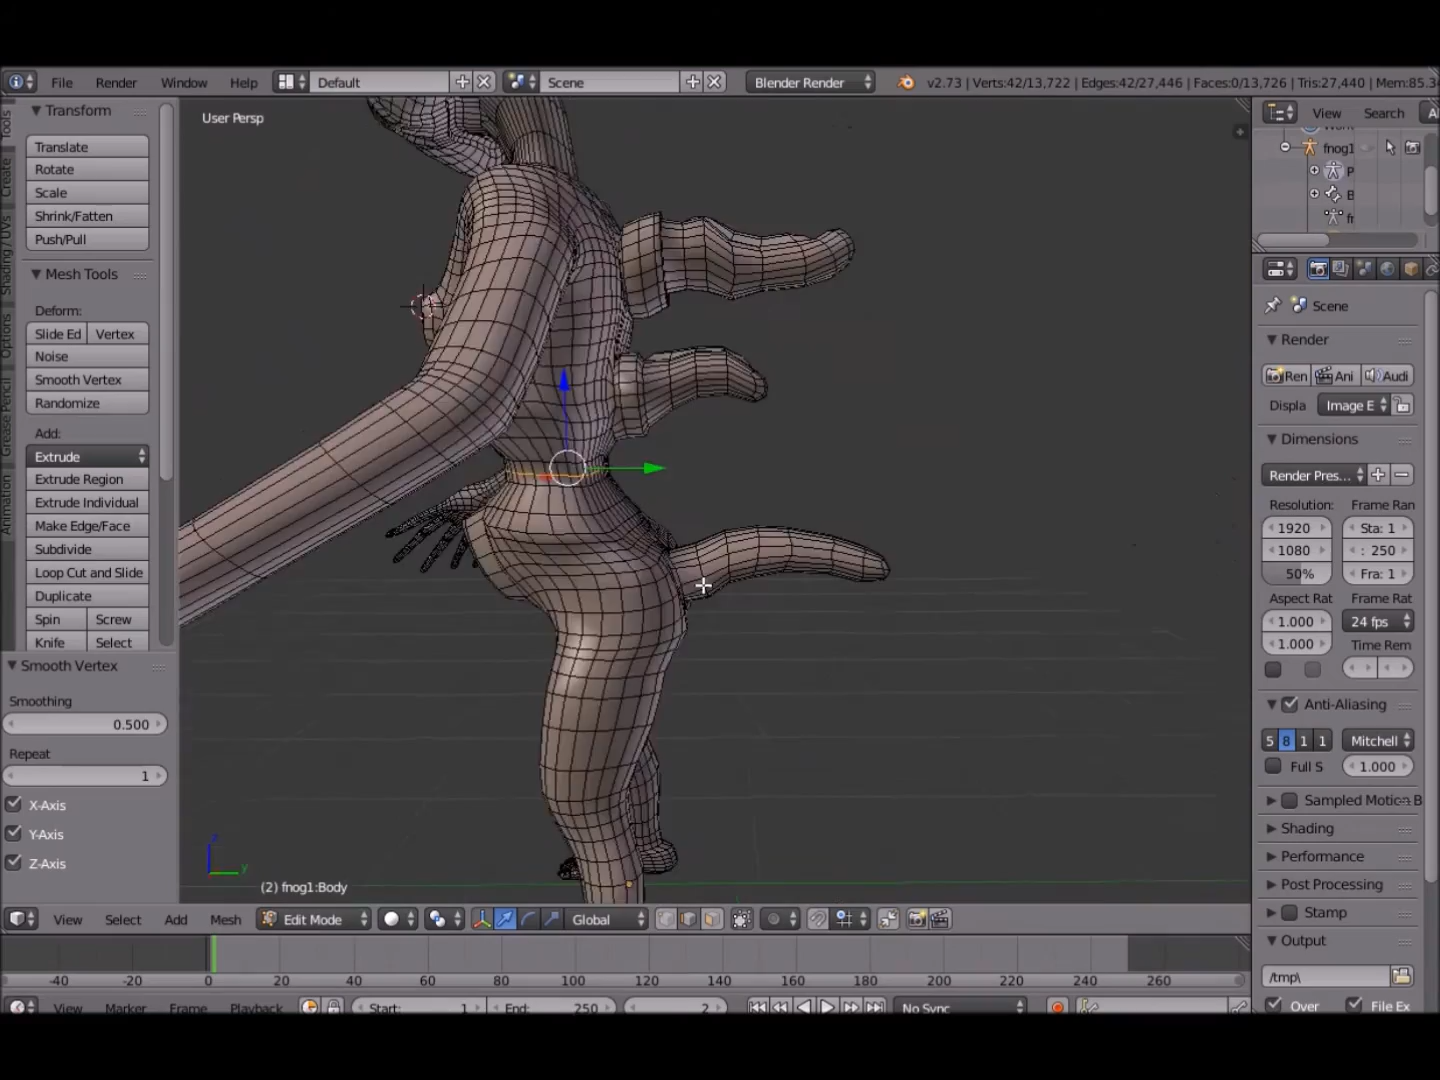 File Render Window Help Default Scene Blender Render v2.73 | Verts:42/13,722 | Edges:42/27,446 | Faces:0/13,726 | Tris:27,440 | Mem:85.3
Tools
Create
Shading / UVs
Options
Grease Pencil
Animation
Transform
Translate
Rotate
Scale
Shrink/Fatten
Push/Pull
Mesh Tools
Deform:
Slide Ed Vertex
Noise
Smooth Vertex
Randomize
Add:
Extrude
Extrude Region
Extrude Individual
Make Edge/Face
Subdivide
Loop Cut and Slide
Duplicate
Spin Screw
Knife Select
Smooth Vertex
Smoothing
0.500
Repeat
1
X-Axis
Y-Axis
Z-Axis
User Persp
z
y
(2) fnog1:Body
View Select Add Mesh Edit Mode Global
View Search
fnog1
P
B
fr
Scene
Render
Ren Ani Audi
Displa Image E
Dimensions
Render Pres...
Resolution: Frame Ran
1920 Sta: 1
1080 : 250
50% Fra: 1
Aspect Rat Frame Rat
1.000 24 fps
1.000 Time Rem
Anti-Aliasing
5 8 1 1 Mitchell
Full S 1.000
Sampled Motion B
Shading
Performance
Post Processing
Stamp
Output
/tmp\
Over File Ex
-40 -20 0 20 40 60 80 100 120 140 160 180 200 220 240 260
View Marker Frame Playback Start: 1 End: 250 2 No Sync